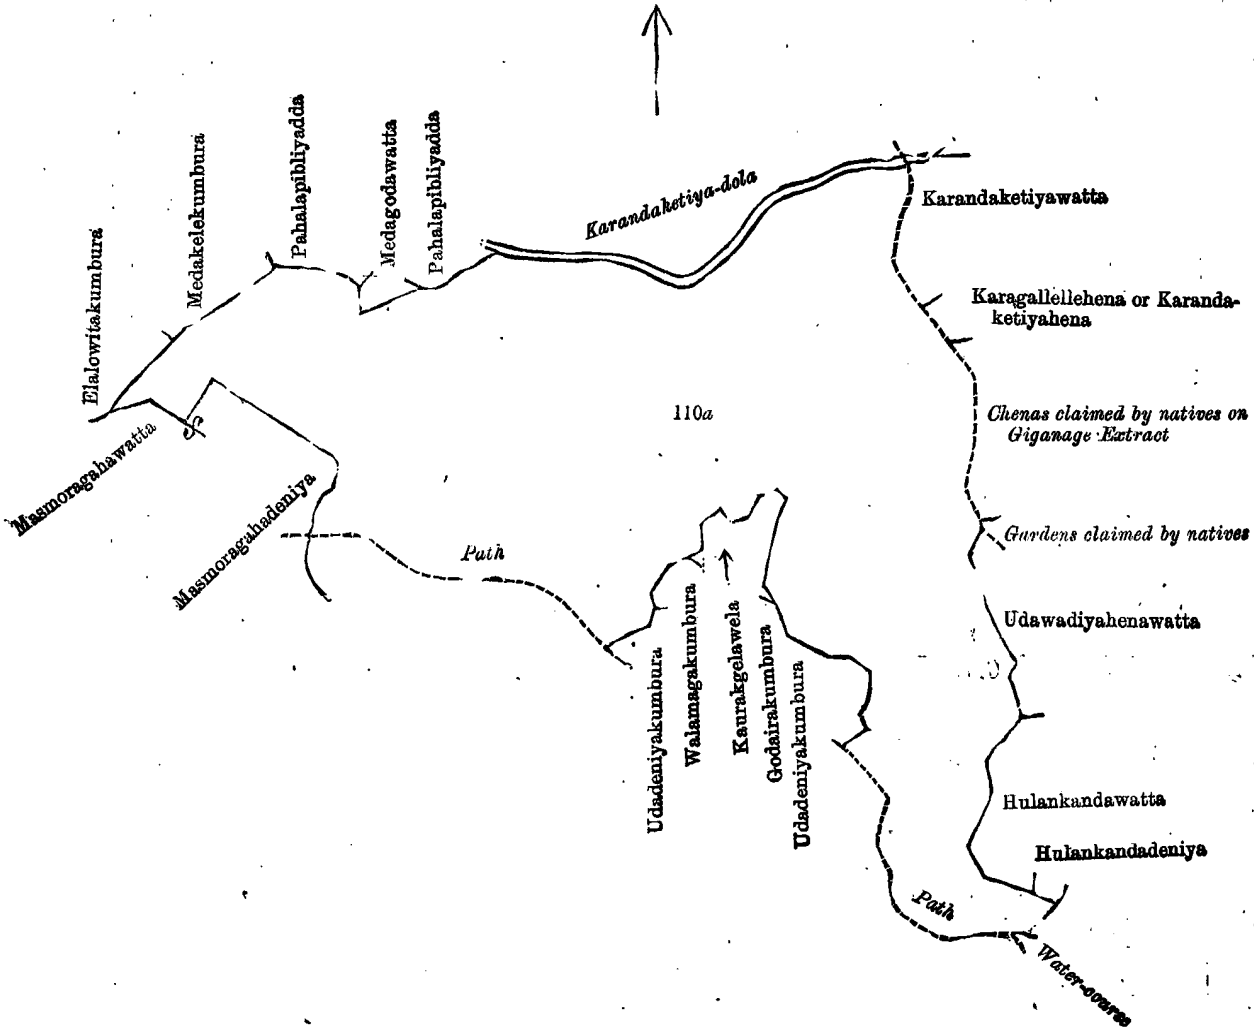 Elalowitakumbura
Medakelekumbura
Pahalapibliyadda
Medagodawatta
Pahalapibliyadda
Karandaketiya-dola
Karandaketiyawatta
Karagallellehena or Karanda-
ketiyahena
110a
Chenas claimed by natives on
Giganage Extract
Masmoragahawatta
S
Masmoragahadeniya
Path
Gardens claimed by natives
Udawadiyahenawatta
Udadeniyakumbura
Walamagakumbura
Kaurakgelawela
Godairakumbura
Udadeniyakumbura
Hulankandawatta
Hulankandadeniya
Path
Water-course